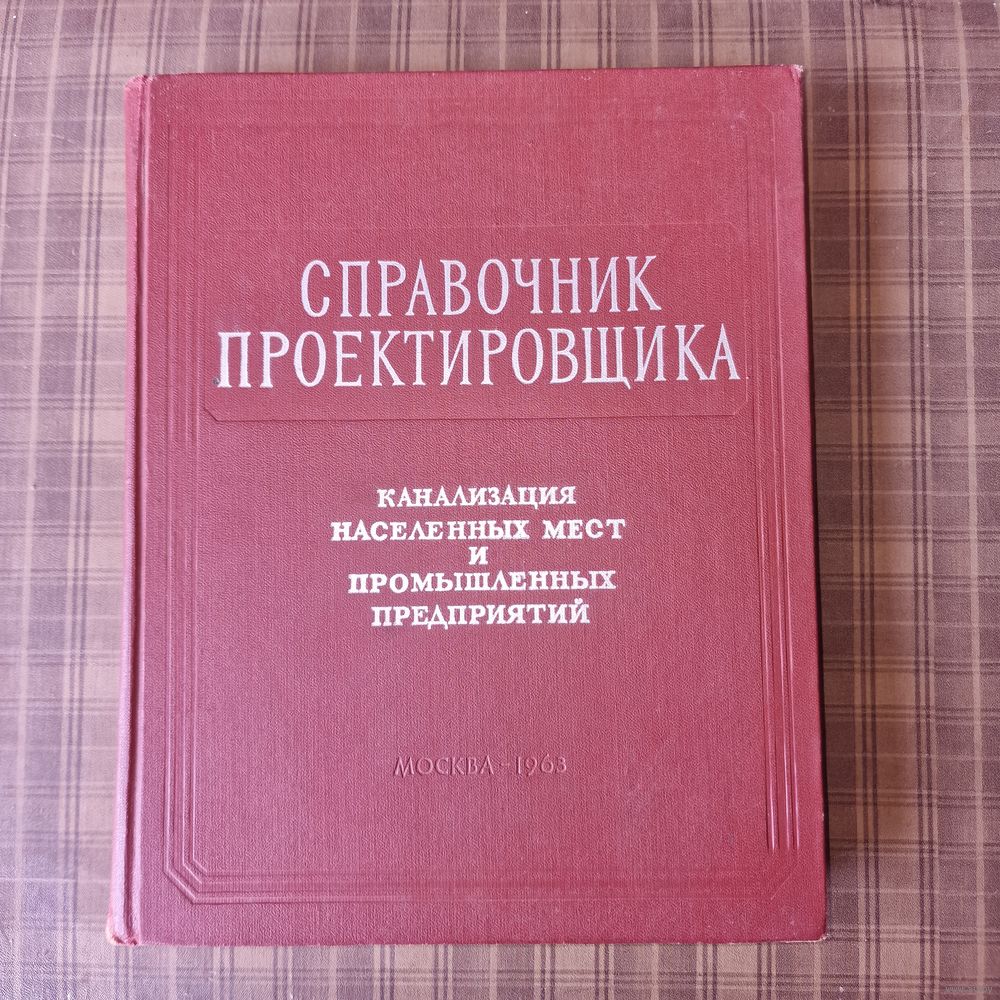 СПРАВОЧНИК
ПРОЕКТИРОВЩИКА
КАНАЛИЗАЦИЯ
НАСЕЛЕННЫХ МЕСТ
И
ПРОМЫШЛЕННЫХ
ПРЕДПРИЯТИЙ
МОСКВА - 1963